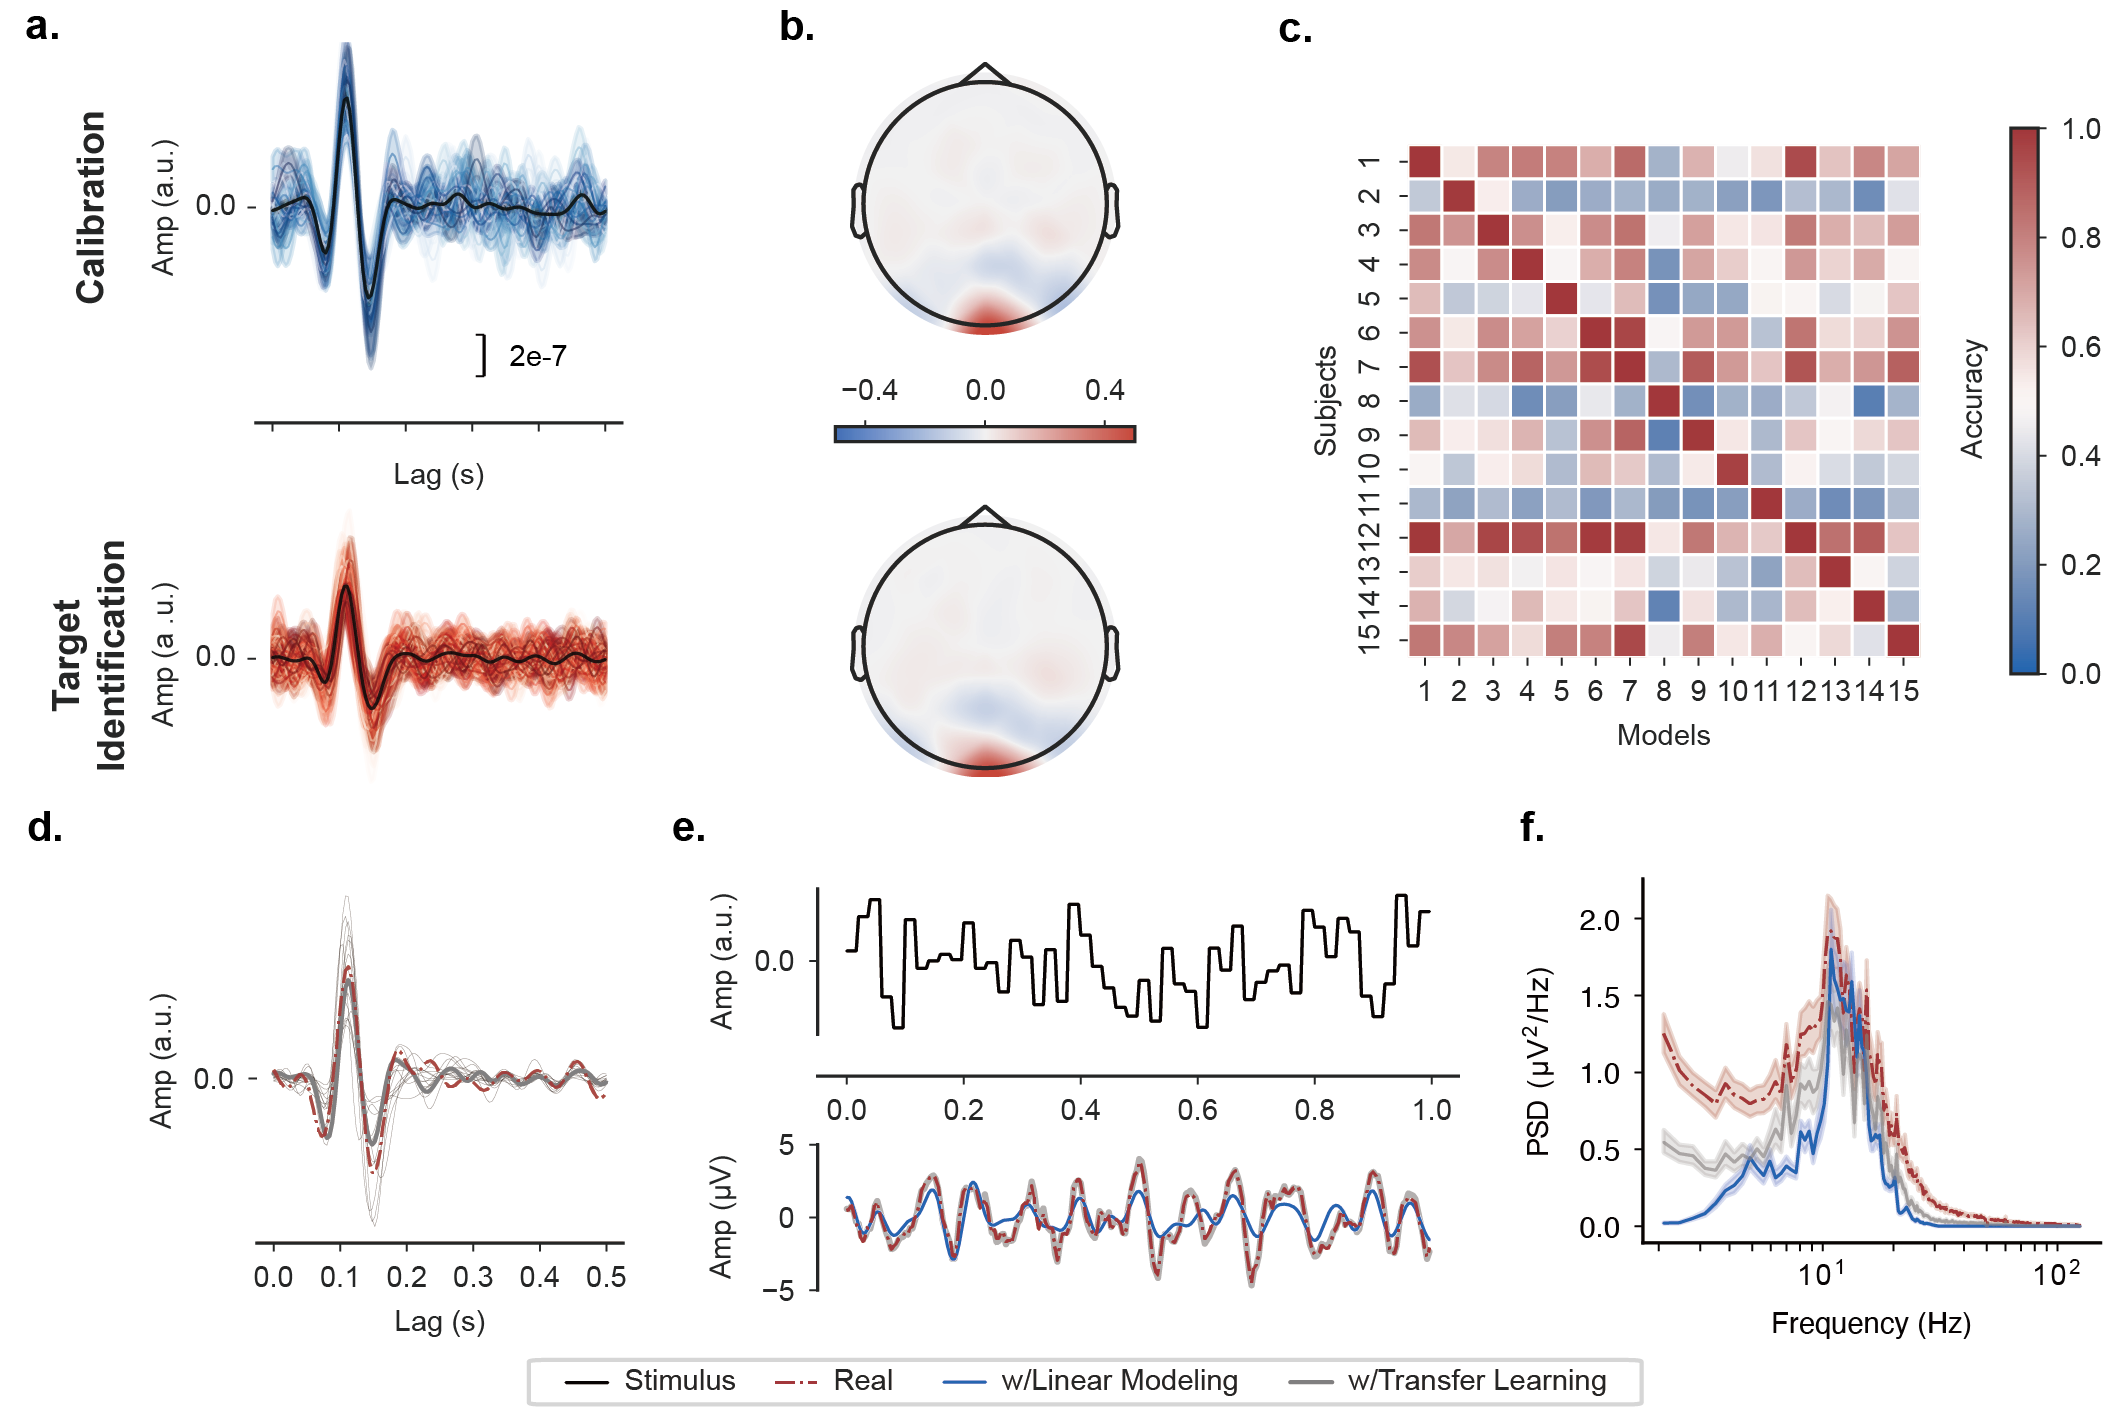 a.
Calibration
Amp (a.u.)
0.0
2e-7
Lag (s)
Target
Identification
Amp (a .u.)
0.0
b.
−0.4 0.0 0.4
c.
Subjects
1
2
3
4
5
6
7
8
9
10
11
12
13
14
15
1 2 3 4 5 6 7 8 9 10 11 12 13 14 15
Models
Accuracy
1.0
0.8
0.6
0.4
0.2
0.0
d.
Amp (a.u.)
0.0
0.0 0.1 0.2 0.3 0.4 0.5
Lag (s)
e.
Amp (a.u.)
0.0
0.0 0.2 0.4 0.6 0.8 1.0
Amp (μV)
5
0
−5
f.
PSD (μV²/Hz)
2.0
1.5
1.0
0.5
0.0
10¹ 10²
Frequency (Hz)
Stimulus Real w/Linear Modeling w/Transfer Learning